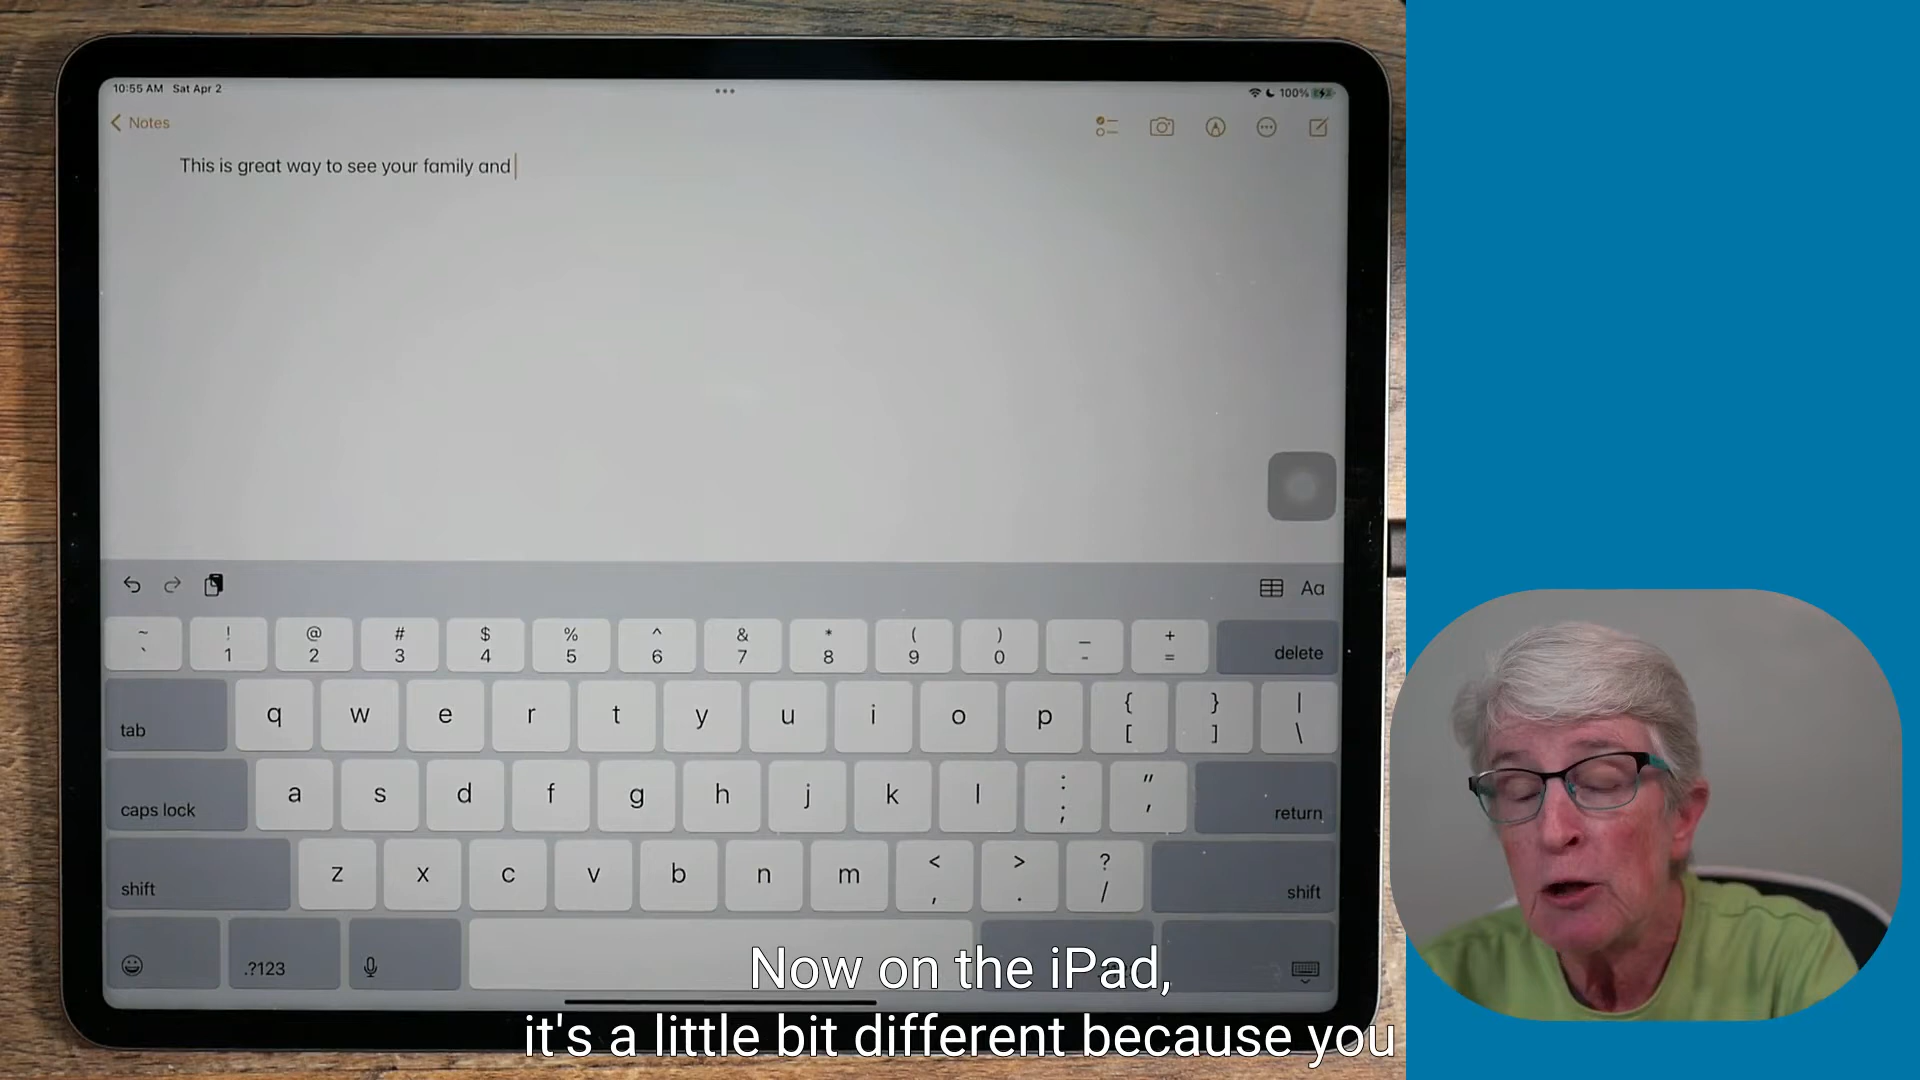 10:55 AM Sat Apr 2
100%
Notes
This is great way to see your family and
Aa
~ ! @ # $ % ^ & * ( ) _ +
` 1 2 3 4 5 6 7 8 9 0 - = delete
tab q w e r t y u i o p { [ } ] | \
caps lock a s d f g h j k l : ; " ' return
shift z x c v b n m < , > . ? / shift
.?123
Now on the iPad,
it's a little bit different because you